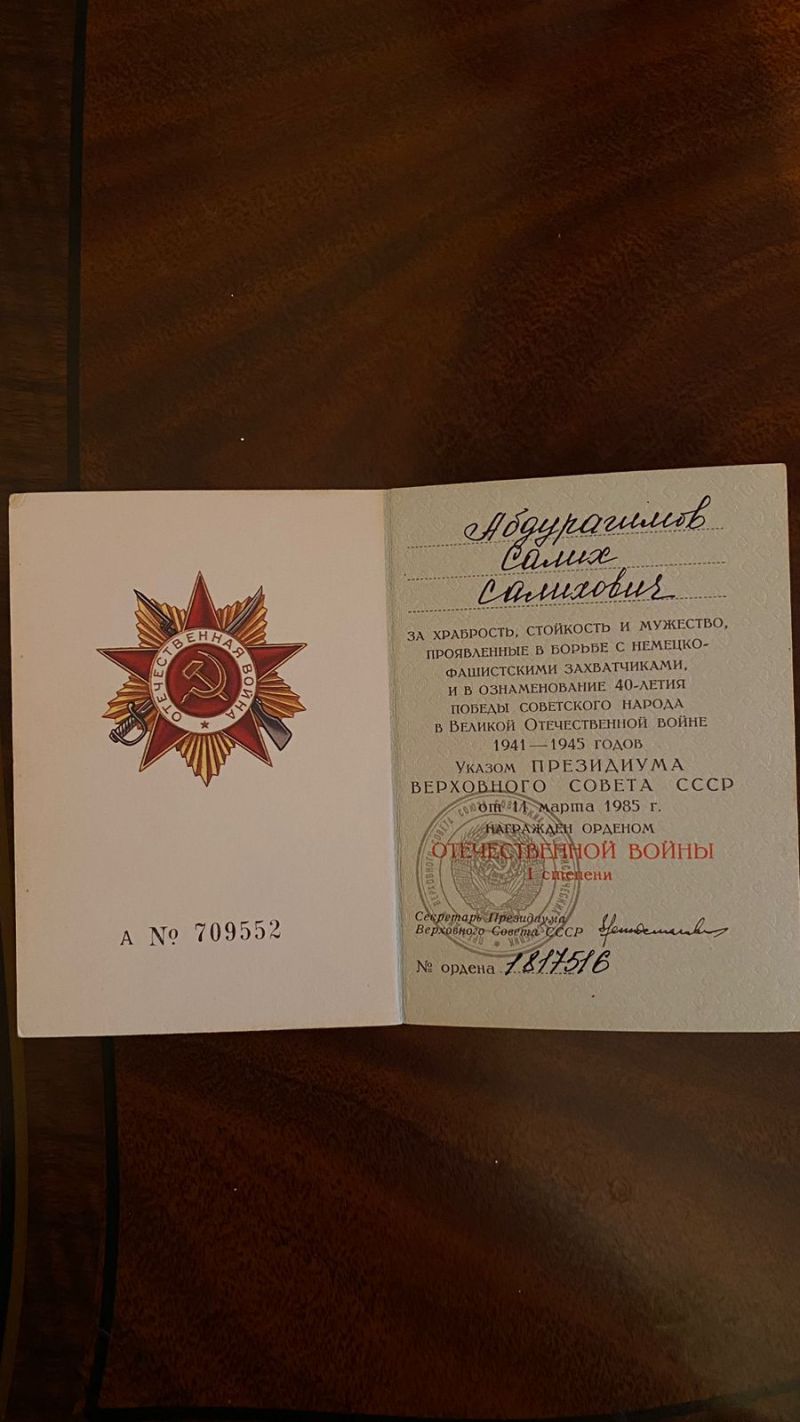 ОТЕЧЕСТВЕННАЯ ВОЙНА
А № 709552
Абдурагимов
Салих
Салихович
ЗА ХРАБРОСТЬ, СТОЙКОСТЬ И МУЖЕСТВО,
ПРОЯВЛЕННЫЕ В БОРЬБЕ С НЕМЕЦКО-
ФАШИСТСКИМИ ЗАХВАТЧИКАМИ,
И В ОЗНАМЕНОВАНИЕ 40-ЛЕТИЯ
ПОБЕДЫ СОВЕТСКОГО НАРОДА
В ВЕЛИКОЙ ОТЕЧЕСТВЕННОЙ ВОЙНЕ
1941—1945 ГОДОВ
УКАЗОМ ПРЕЗИДИУМА
ВЕРХОВНОГО СОВЕТА СССР
от 11 марта 1985 г.
НАГРАЖДЕН ОРДЕНОМ
ОТЕЧЕСТВЕННОЙ ВОЙНЫ
I степени
Секретарь Президиума
Верховного Совета СССР
№ ордена 1817516